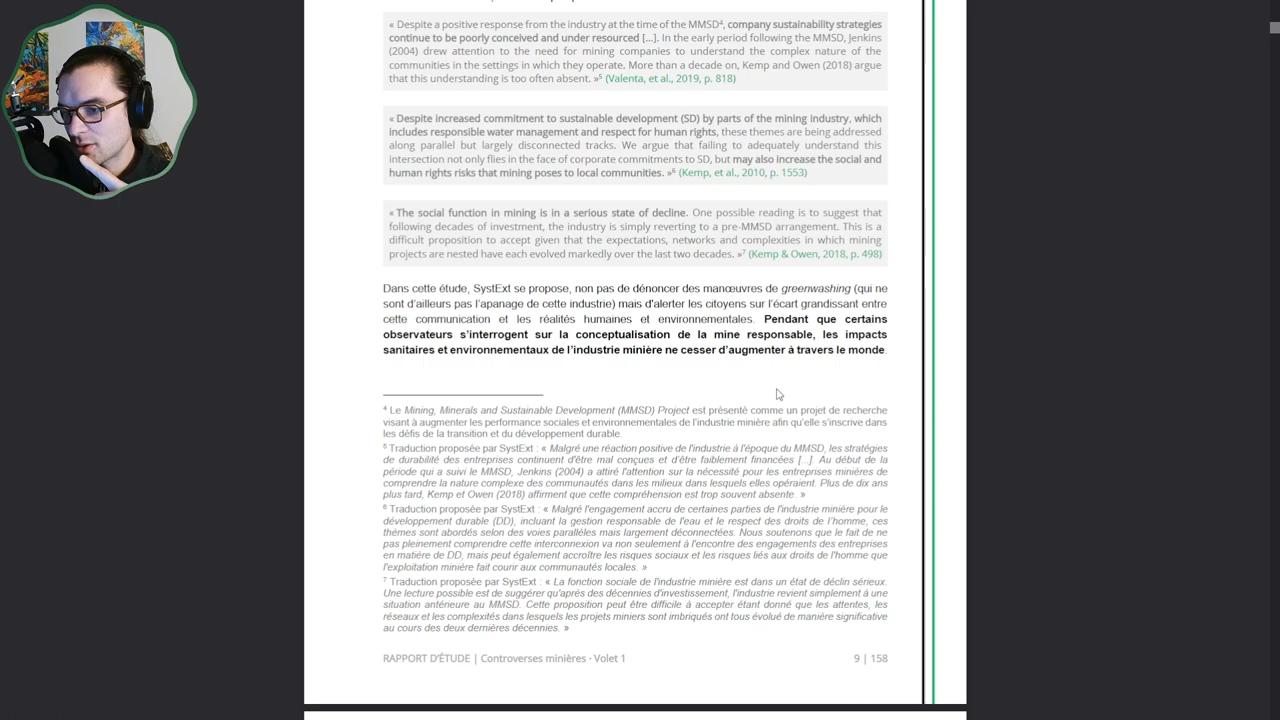 « Despite a positive response from the industry at the time of the MMSD⁴, company sustainability strategies
continue to be poorly conceived and under resourced [...]. In the early period following the MMSD, Jenkins
(2004) drew attention to the need for mining companies to understand the complex nature of the
communities in the settings in which they operate. More than a decade on, Kemp and Owen (2018) argue
that this understanding is too often absent. »⁵ (Valenta, et al., 2019, p. 818)
« Despite increased commitment to sustainable development (SD) by parts of the mining industry, which
includes responsible water management and respect for human rights, these themes are being addressed
along parallel but largely disconnected tracks. We argue that failing to adequately understand this
intersection not only flies in the face of corporate commitments to SD, but may also increase the social and
human rights risks that mining poses to local communities. »⁶ (Kemp, et al., 2010, p. 1553)
« The social function in mining is in a serious state of decline. One possible reading is to suggest that
following decades of investment, the industry is simply reverting to a pre-MMSD arrangement. This is a
difficult proposition to accept given that the expectations, networks and complexities in which mining
projects are nested have each evolved markedly over the last two decades. »⁷ (Kemp & Owen, 2018, p. 498)
Dans cette étude, SystExt se propose, non pas de dénoncer des manœuvres de greenwashing (qui ne
sont d'ailleurs pas l'apanage de cette industrie) mais d'alerter les citoyens sur l'écart grandissant entre
cette communication et les réalités humaines et environnementales. Pendant que certains
observateurs s'interrogent sur la conceptualisation de la mine responsable, les impacts
sanitaires et environnementaux de l'industrie minière ne cesser d'augmenter à travers le monde.
⁴ Le Mining, Minerals and Sustainable Development (MMSD) Project est présenté comme un projet de recherche
visant à augmenter les performance sociales et environnementales de l'industrie minière afin qu'elle s'inscrive dans
les défis de la transition et du développement durable.
⁵ Traduction proposée par SystExt : « Malgré une réaction positive de l'industrie à l'époque du MMSD, les stratégies
de durabilité des entreprises continuent d'être mal conçues et d'être faiblement financées [...]. Au début de la
période qui a suivi le MMSD, Jenkins (2004) a attiré l'attention sur la nécessité pour les entreprises minières de
comprendre la nature complexe des communautés dans les milieux dans lesquels elles opéraient. Plus de dix ans
plus tard, Kemp et Owen (2018) affirment que cette compréhension est trop souvent absente. »
⁶ Traduction proposée par SystExt : « Malgré l'engagement accru de certaines parties de l'industrie minière pour le
développement durable (DD), incluant la gestion responsable de l'eau et le respect des droits de l'homme, ces
thèmes sont abordés selon des voies parallèles mais largement déconnectées. Nous soutenons que le fait de ne
pas pleinement comprendre cette interconnexion va non seulement à l'encontre des engagements des entreprises
en matière de DD, mais peut également accroître les risques sociaux et les risques liés aux droits de l'homme que
l'exploitation minière fait courir aux communautés locales. »
⁷ Traduction proposée par SystExt : « La fonction sociale de l'industrie minière est dans un état de déclin sérieux.
Une lecture possible est de suggérer qu'après des décennies d'investissement, l'industrie revient simplement à une
situation antérieure au MMSD. Cette proposition peut être difficile à accepter étant donné que les attentes, les
réseaux et les complexités dans lesquels les projets miniers sont imbriqués ont tous évolué de manière significative
au cours des deux dernières décennies. »
RAPPORT D'ÉTUDE | Controverses minières · Volet 1
9 | 158